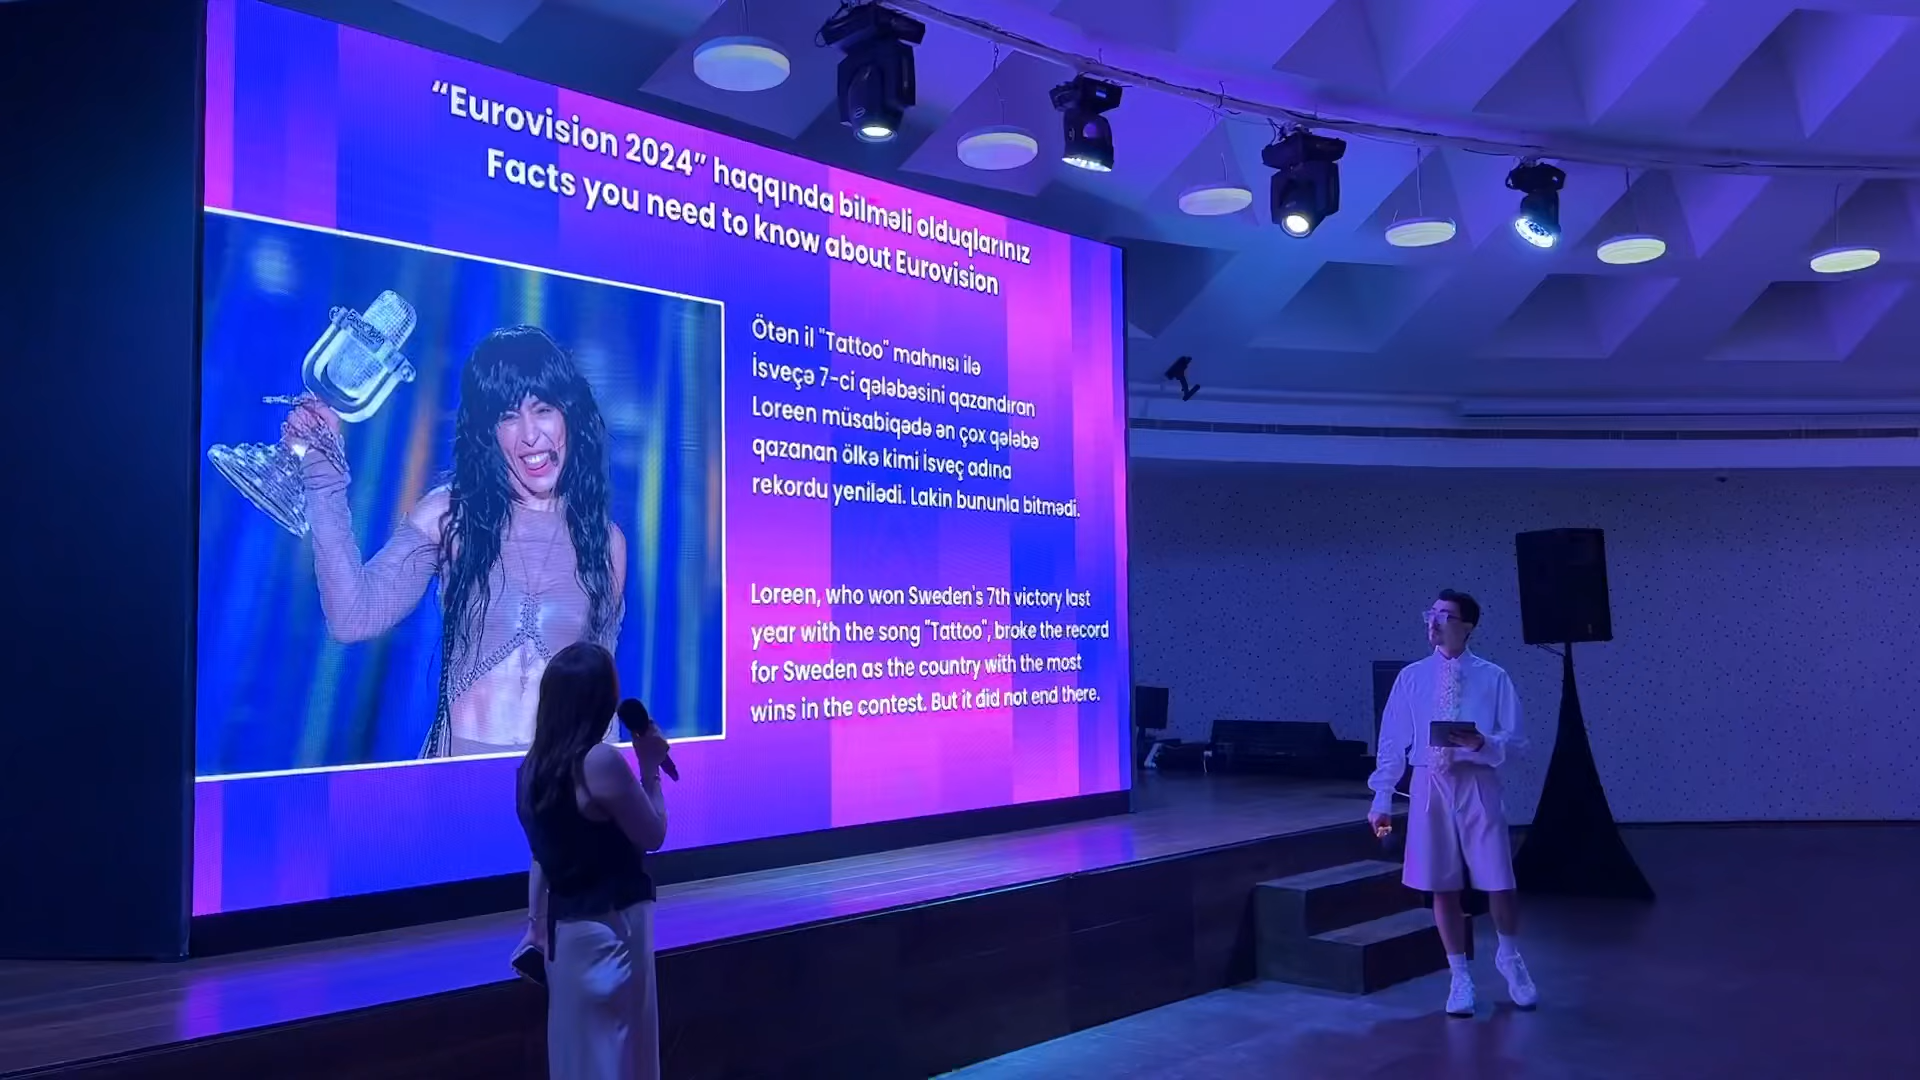 “Eurovision 2024” haqqında bilməli olduqlarınız
Facts you need to know about Eurovision
Ötən il "Tattoo" mahnısı ilə
İsveçə 7-ci qələbəsini qazandıran
Loreen müsabiqədə ən çox qələbə
qazanan ölkə kimi İsveç adına
rekordu yenilədi. Lakin bununla bitmədi.
Loreen, who won Sweden's 7th victory last
year with the song "Tattoo", broke the record
for Sweden as the country with the most
wins in the contest. But it did not end there.